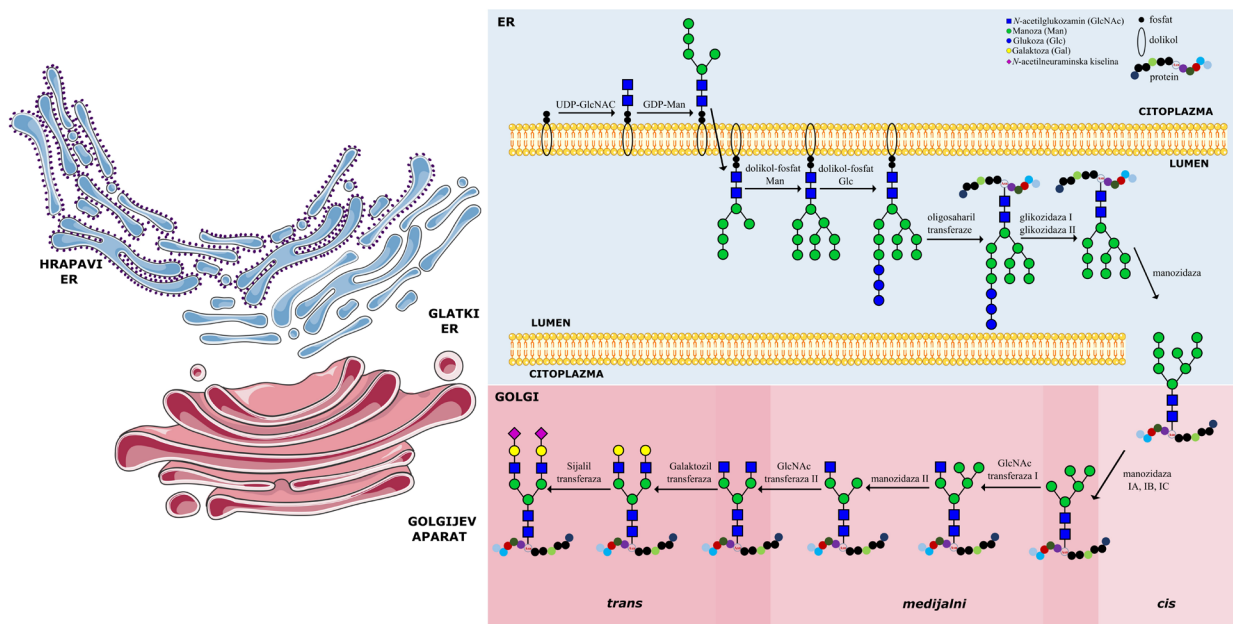 HRAPAVI
ER
GLATKI
ER
GOLGIJEV
APARAT
ER
N-acetilglukozamin (GlcNAc)
Manoza (Man)
Glukoza (Glc)
Galaktoza (Gal)
N-acetilneuraminska kiselina
fosfat
dolikol
protein
UDP-GlcNAC
GDP-Man
CITOPLAZMA
LUMEN
dolikol-fosfat
Man
dolikol-fosfat
Glc
oligosaharil
transferaze
glikozidaza I
glikozidaza II
manozidaza
LUMEN
CITOPLAZMA
GOLGI
Sijalil
transferaza
Galaktozil
transferaza
GlcNAc
transferaza II
manozidaza II
GlcNAc
transferaza I
manozidaza
IA, IB, IC
trans
medijalni
cis